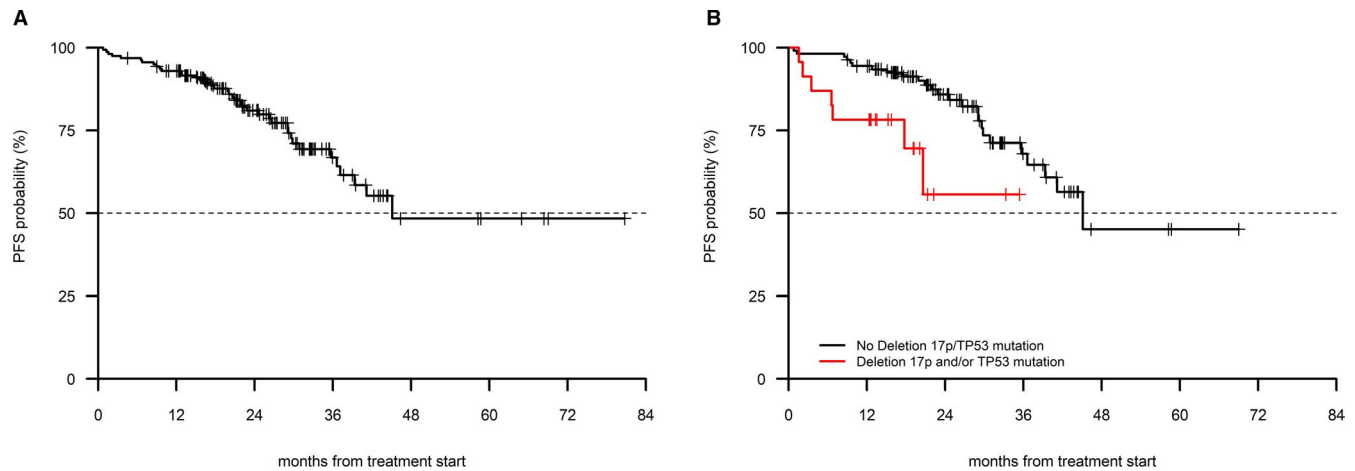 A
PFS probability (%)
100
75
50
25
0
0 12 24 36 48 60 72 84
months from treatment start
B
PFS probability (%)
100
75
50
25
0
No Deletion 17p/TP53 mutation
Deletion 17p and/or TP53 mutation
0 12 24 36 48 60 72 84
months from treatment start